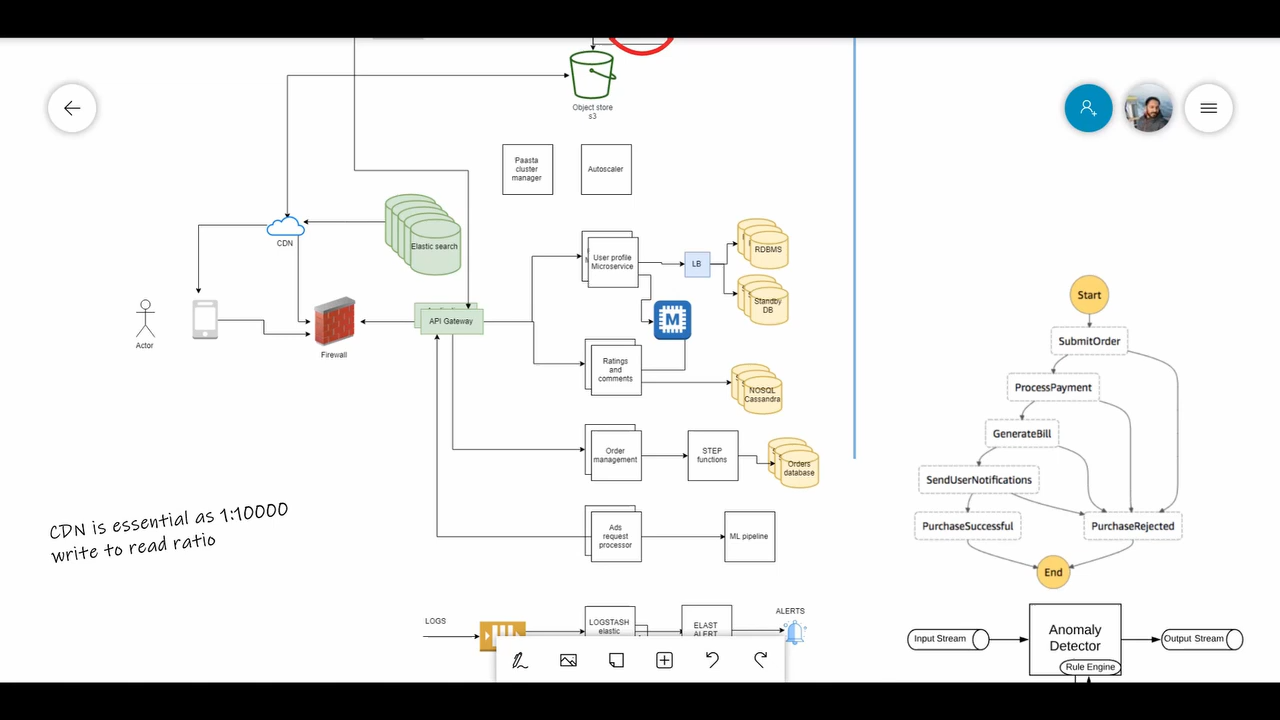 Object store
s3
Paasta
cluster
manager
Autoscaler
CDN
Elastic search
RDBMS
User profile
Microservice
LB
Standby
DB
API Gateway
M
Actor
Firewall
Ratings
and
comments
NOSQL
Cassandra
Order
management
STEP
functions
Orders
database
Ads
request
processor
ML pipeline
CDN is essential as 1:10000
write to read ratio
LOGS
LOGSTASH
elastic
ELAST
ALERT
ALERTS
Start
SubmitOrder
ProcessPayment
GenerateBill
SendUserNotifications
PurchaseSuccessful
PurchaseRejected
End
Input Stream
Anomaly
Detector
Rule Engine
Output Stream